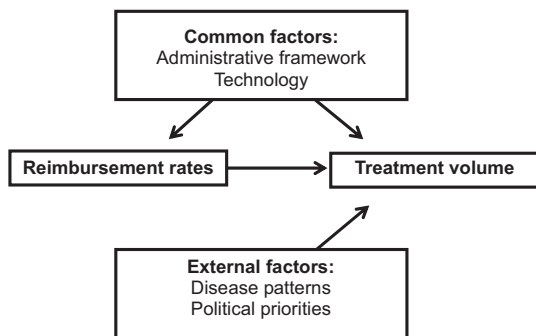 Common factors:
Administrative framework
Technology
Reimbursement rates
Treatment volume
External factors:
Disease patterns
Political priorities